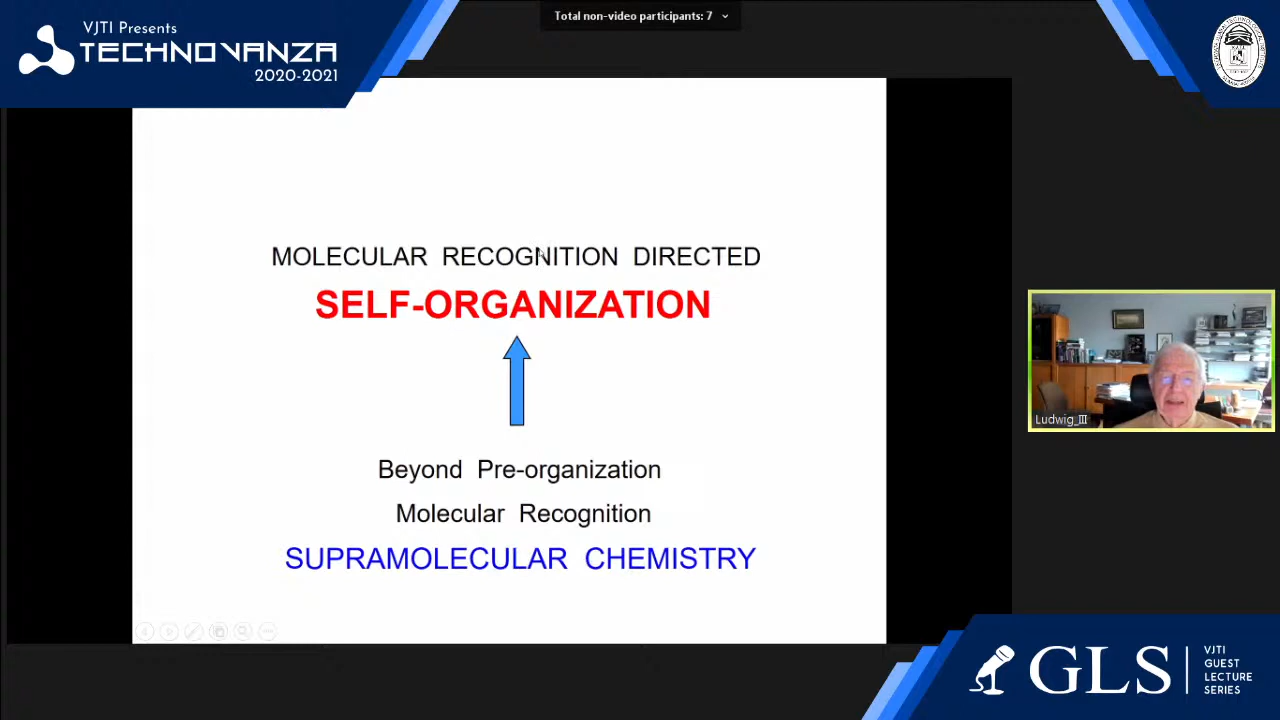 Total non-video participants: 7
VJTI Presents
TECHNOVANZA
2020-2021
MOLECULAR RECOGNITION DIRECTED
SELF-ORGANIZATION
Beyond Pre-organization
Molecular Recognition
SUPRAMOLECULAR CHEMISTRY
Ludwig_III
GLS
VJTI
GUEST
LECTURE
SERIES